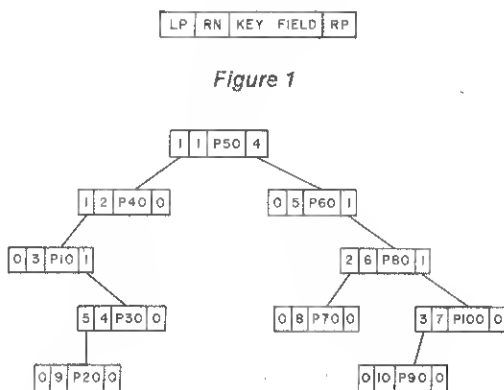 LP RN KEY FIELD RP
Figure 1
1 1 P50 4
1 2 P40 0
0 5 P60 1
0 3 P10 1
2 6 P80 1
5 4 P30 0
0 8 P70 0
3 7 P100 0
0 9 P20 0
0 10 P90 0